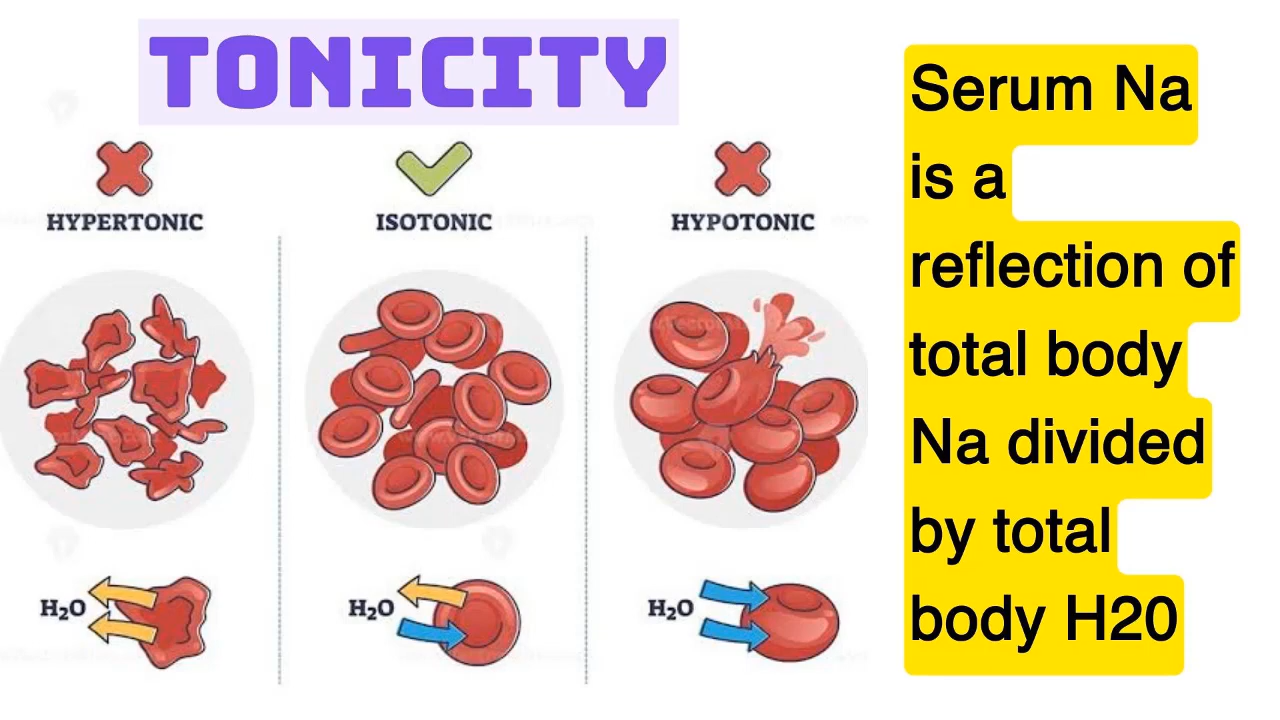 TONICITY
HYPERTONIC
ISOTONIC
HYPOTONIC
H₂O
H₂O
H₂O
Serum Na
is a
reflection of
total body
Na divided
by total
body H20